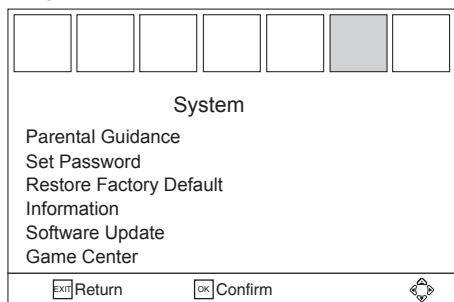 System
Parental Guidance
Set Password
Restore Factory Default
Information
Software Update
Game Center
EXIT Return OK Confirm